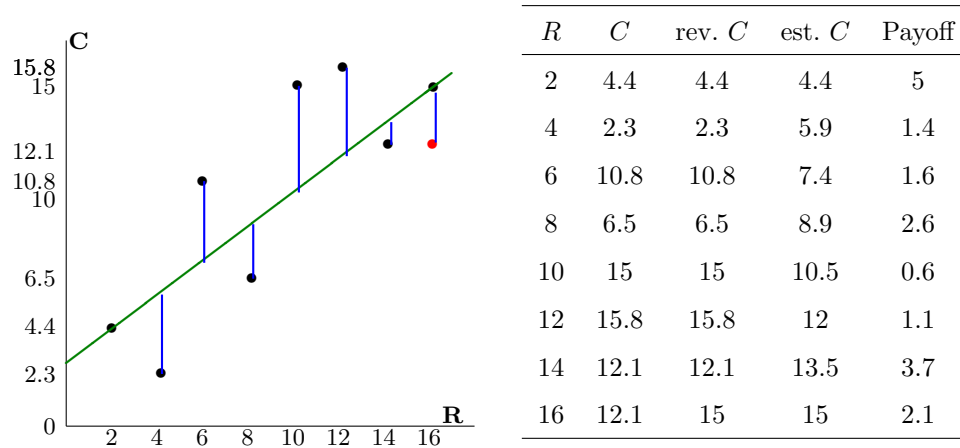 C
15.8
15
12.1
10.8
10
6.5
4.4
2.3
0
R
2 4 6 8 10 12 14 16
R C rev. C est. C Payoff
2 4.4 4.4 4.4 5
4 2.3 2.3 5.9 1.4
6 10.8 10.8 7.4 1.6
8 6.5 6.5 8.9 2.6
10 15 15 10.5 0.6
12 15.8 15.8 12 1.1
14 12.1 12.1 13.5 3.7
16 12.1 15 15 2.1